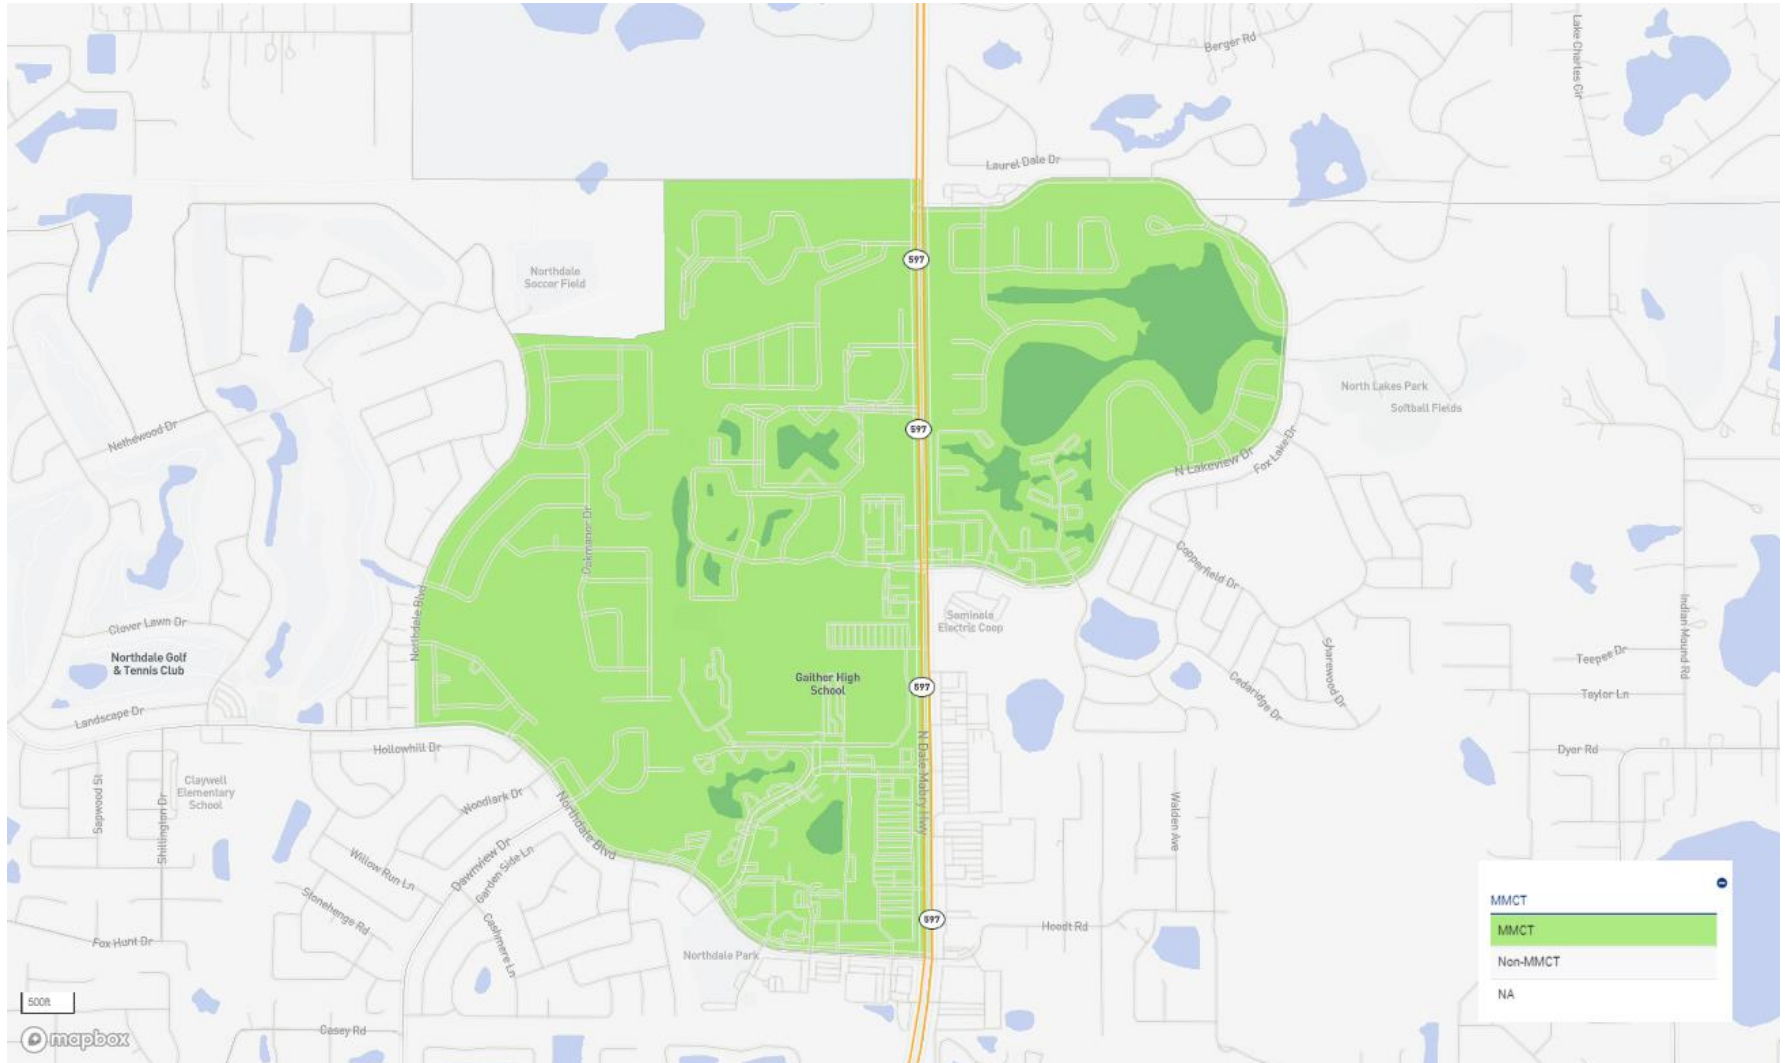 Berger Rd
Lake Charles Cir
Laurel Dale Dr
597
Northdale
Soccer Field
North Lakes Park
Softball Fields
597
Nethewood Dr
N Lakeview Dr
Fox Lake Dr
Oakmanor Dr
Copperfield Dr
Northdale Blvd
Seminole
Electric Coop
Indian Mound Rd
Clover Lawn Dr
Northdale Golf
& Tennis Club
Sharewood Dr
Teepee Dr
Gaither High
School
597
Cedaridge Dr
Taylor Ln
Landscape Dr
Hollowhill Dr
N Dale Mabry Hwy
Dyer Rd
Claywell
Elementary
School
Sapwood St
Shillington Dr
Woodlark Dr
Northdale Blvd
Walden Ave
Willow Run Ln
Dawnview Dr
Garden Side Ln
Stonehenge Rd
Cashmere Ln
597
Hoedt Rd
Fox Hunt Dr
Northdale Park
MMCT
MMCT
Non-MMCT
NA
500ft
Casey Rd
mapbox